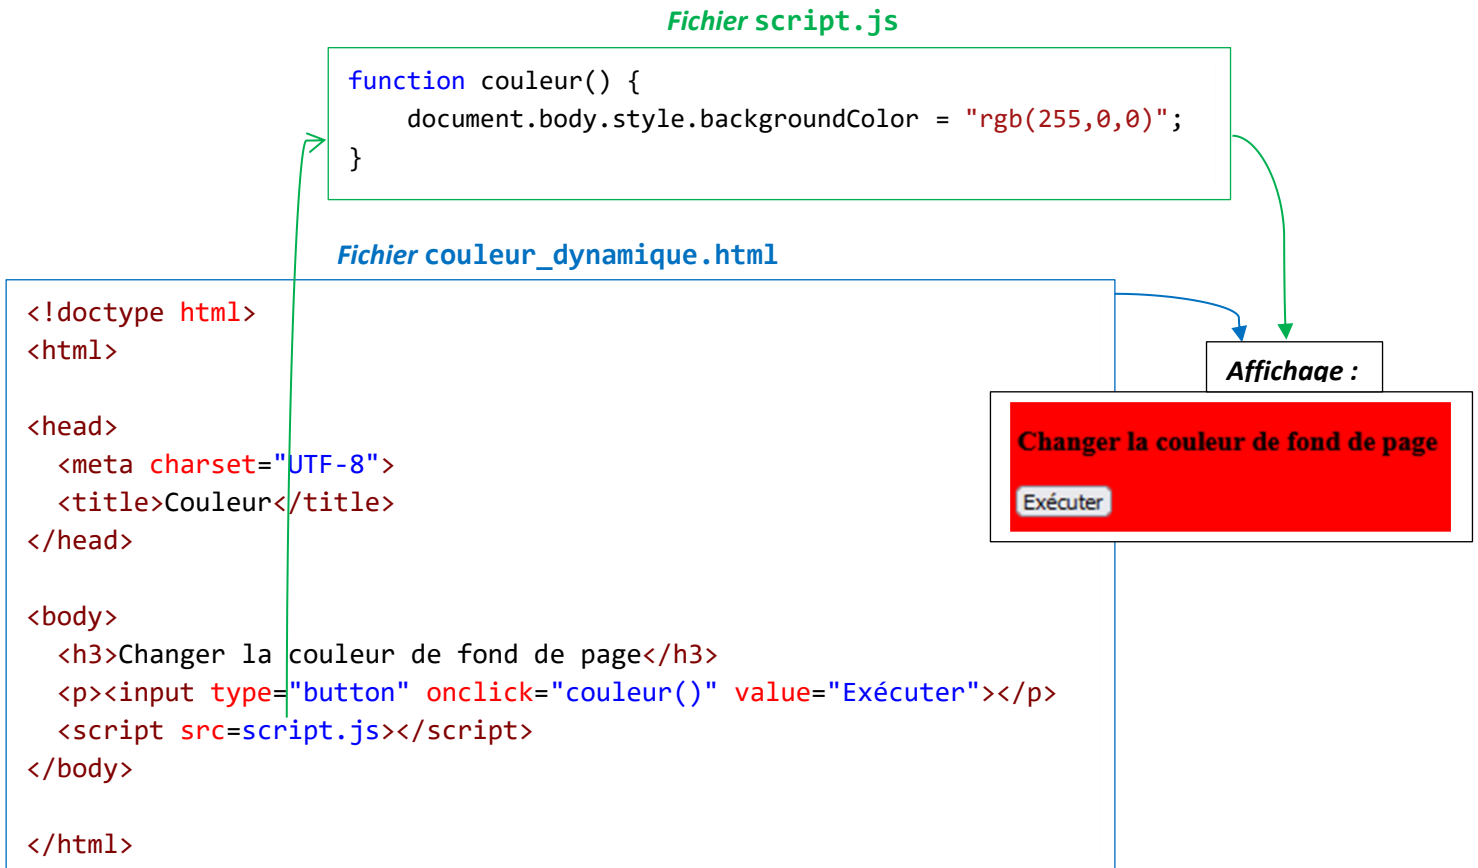 Fichier script.js
function couleur() {
    document.body.style.backgroundColor = "rgb(255,0,0)";
}
Fichier couleur_dynamique.html
<!doctype html>
<html>
<head>
  <meta charset="UTF-8">
  <title>Couleur</title>
</head>
<body>
  <h3>Changer la couleur de fond de page</h3>
  <p><input type="button" onclick="couleur()" value="Exécuter"></p>
  <script src=script.js></script>
</body>
</html>
Affichage :
Changer la couleur de fond de page
Exécuter